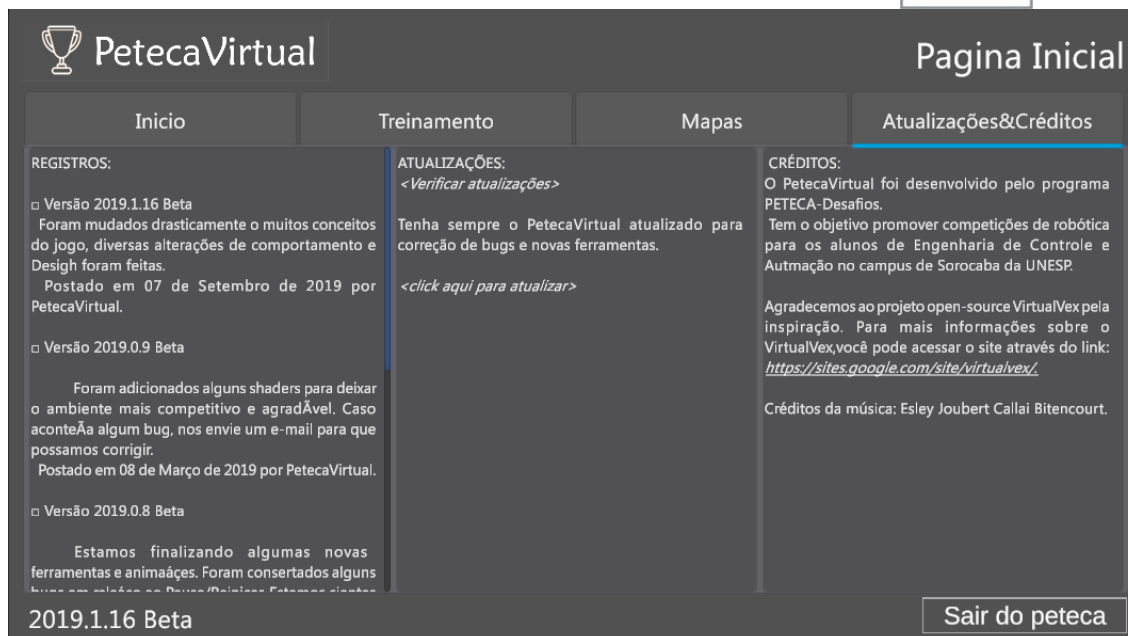 PetecaVirtual
Pagina Inicial
Inicio
Treinamento
Mapas
Atualizações&Créditos
REGISTROS:
□ Versão 2019.1.16 Beta
Foram mudados drasticamente o muitos conceitos
do jogo, diversas alterações de comportamento e
Desigh foram feitas.
Postado em 07 de Setembro de 2019 por
PetecaVirtual.
□ Versão 2019.0.9 Beta
Foram adicionados alguns shaders para deixar
o ambiente mais competitivo e agradÃvel. Caso
aconteÃa algum bug, nos envie um e-mail para que
possamos corrigir.
Postado em 08 de Março de 2019 por PetecaVirtual.
□ Versão 2019.0.8 Beta
Estamos finalizando algumas novas
ferramentas e animaáçes. Foram consertados alguns
ATUALIZAÇÕES:
<Verificar atualizações>
Tenha sempre o PetecaVirtual atualizado para
correção de bugs e novas ferramentas.
<click aqui para atualizar>
CRÉDITOS:
O PetecaVirtual foi desenvolvido pelo programa
PETECA-Desafios.
Tem o objetivo promover competições de robótica
para os alunos de Engenharia de Controle e
Autmação no campus de Sorocaba da UNESP.
Agradecemos ao projeto open-source VirtualVex pela
inspiração. Para mais informações sobre o
VirtualVex,você pode acessar o site através do link:
https://sites.google.com/site/virtualvex/.
Créditos da música: Esley Joubert Callai Bitencourt.
2019.1.16 Beta
Sair do peteca